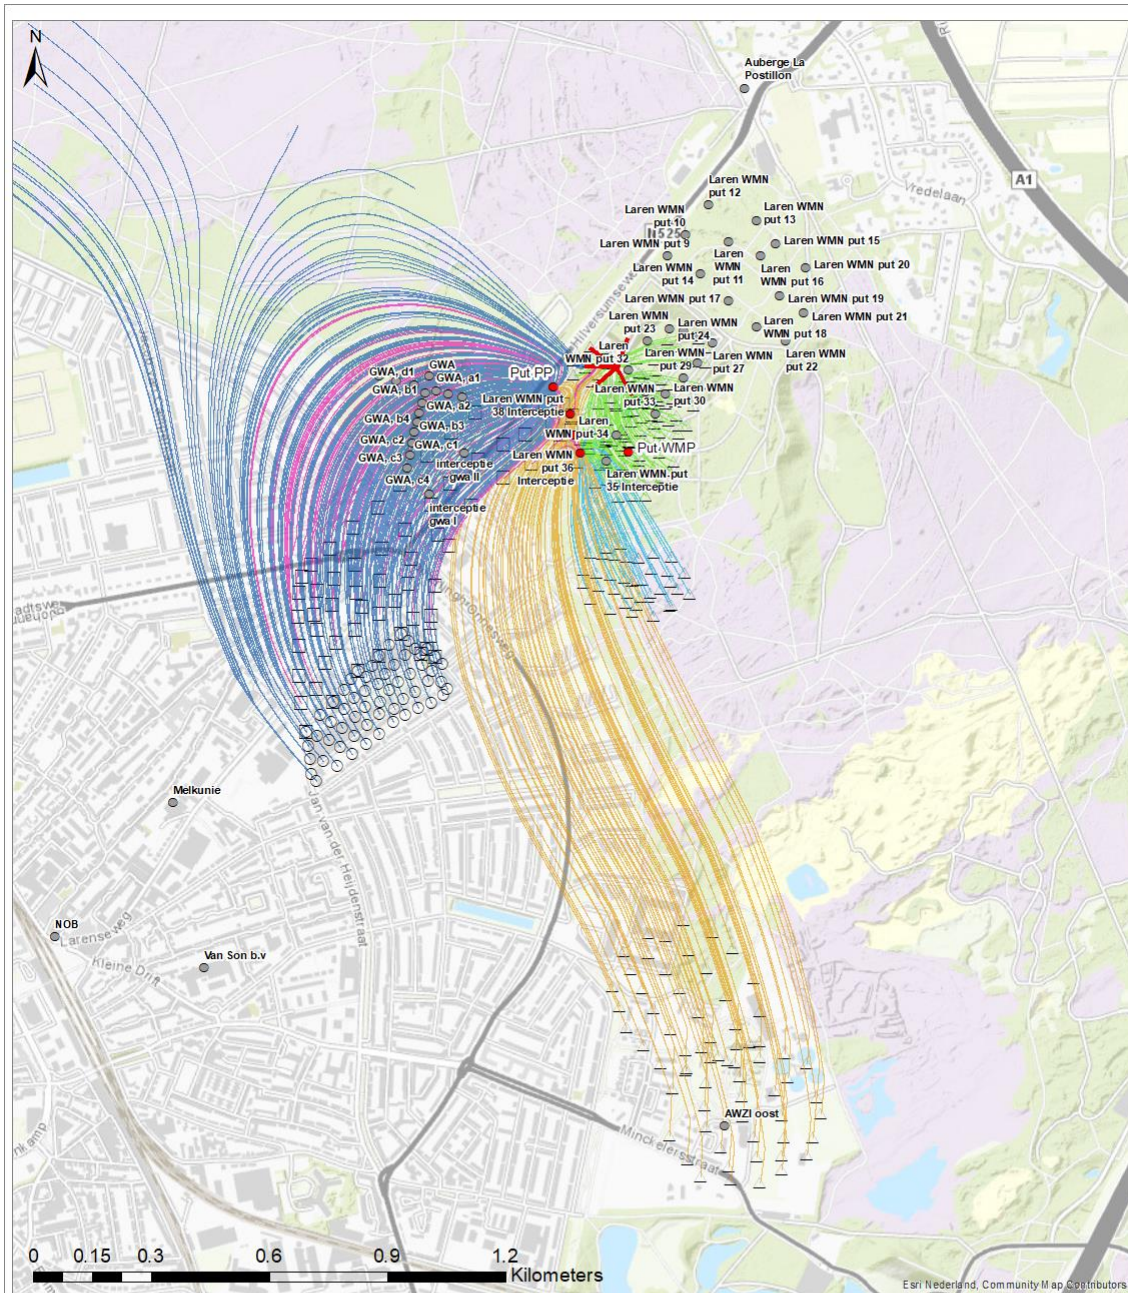 N
Auberge La
Postillon
A1
Vredelaan
Laren WMN
put 12
Laren WMN
put 10
Laren WMN
put 13
525
Laren WMN put 9
Laren WMN put 15
Laren
WMN
put 11
Laren WMN
put 14
Laren
WMN put 16
Laren WMN put 20
Hilversumseweg
Laren WMN put 17
Laren WMN put 19
Laren WMN
put 23
Laren WMN put 21
Laren WMN
put 24
Laren
WMN put 18
Laren
WMN put 32
Laren WMN
put 29
Laren WMN
put 27
Laren WMN
put 22
GWA, d1
GWA
GWA, a1
Put PP
GWA, b1
GWA, a2
Laren WMN put
38 Interceptie
Laren WMN
put 33
Laren WMN
put 30
GWA, b4
GWA, b3
Laren
WMN put 34
GWA, c2
GWA, c1
Put WMP
GWA, c3
interceptie
gwa II
Laren WMN
put 36
Interceptie
Laren WMN put
35 Interceptie
GWA, c4
interceptie
gwa I
Melkunie
Jan van der Heijdenstraat
NOB
Larenseweg
Kleine Drift
Van Son b.v
AWZI oost
Minckelersstraat
nkamp
0 0.15 0.3 0.6 0.9 1.2
Kilometers
Esri Nederland, Community Map Contributors